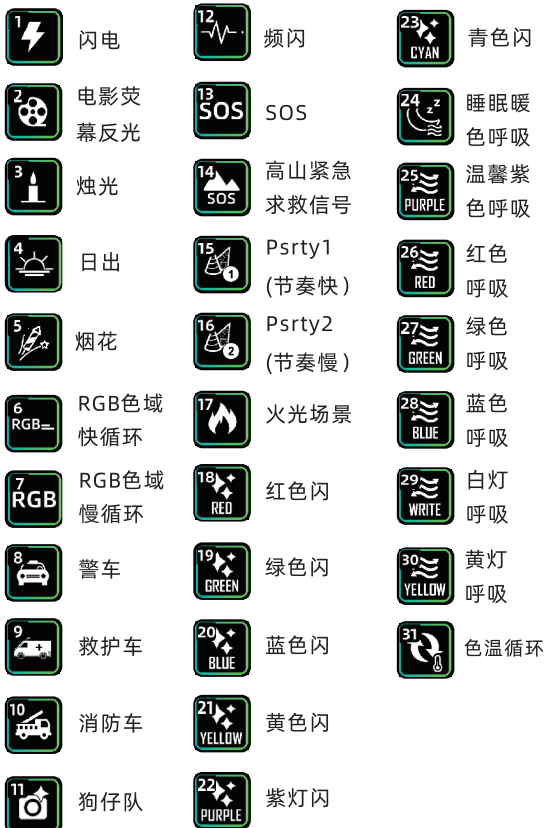 1
闪电
2
电影荧
幕反光
3
烛光
4
日出
5
烟花
6
RGB
RGB色域
快循环
7
RGB
RGB色域
慢循环
8
警车
9
救护车
10
消防车
11
狗仔队
12
频闪
13
SOS
SOS
14
SOS
高山紧急
求救信号
15
1
Psrty1
(节奏快)
16
2
Psrty2
(节奏慢)
17
火光场景
18
RED
红色闪
19
GREEN
绿色闪
20
BLUE
蓝色闪
21
YELLOW
黄色闪
22
PURPLE
紫灯闪
23
CYAN
青色闪
24
z z
睡眠暖
色呼吸
25
PURPLE
温馨紫
色呼吸
26
RED
红色
呼吸
27
GREEN
绿色
呼吸
28
BLUE
蓝色
呼吸
29
WRITE
白灯
呼吸
30
YELLOW
黄灯
呼吸
31
色温循环